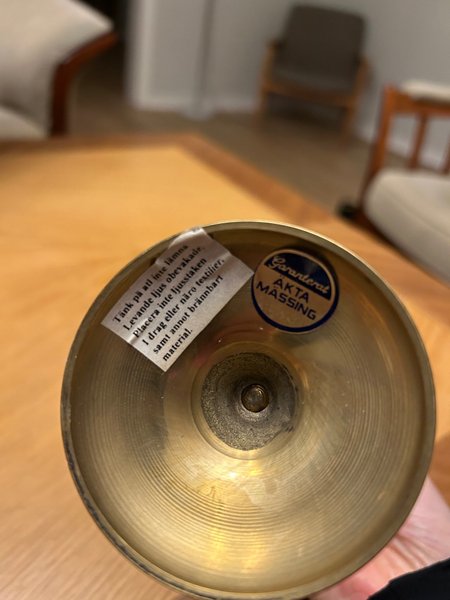 Tänk på att inte lämna
Levande ljus obevakade.
Placera inte ljusstaken
I drag eller nära textilier,
samt annot brännbart
material.
Garanterat
ÄKTA
MÄSSING